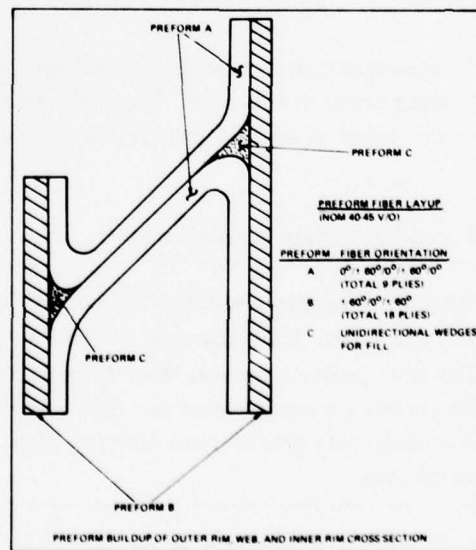 PREFORM A
PREFORM C
PREFORM FIBER LAYUP
(NOM 40-45 V/O)
PREFORM FIBER ORIENTATION
A 0°/± 60°/0°/± 60°/0°
(TOTAL 9 PLIES)
± 60°/0°/± 60°
(TOTAL 18 PLIES)
C UNIDIRECTIONAL WEDGES
FOR FILL
PREFORM C
PREFORM B
PREFORM BUILDUP OF OUTER RIM, WEB, AND INNER RIM CROSS SECTION